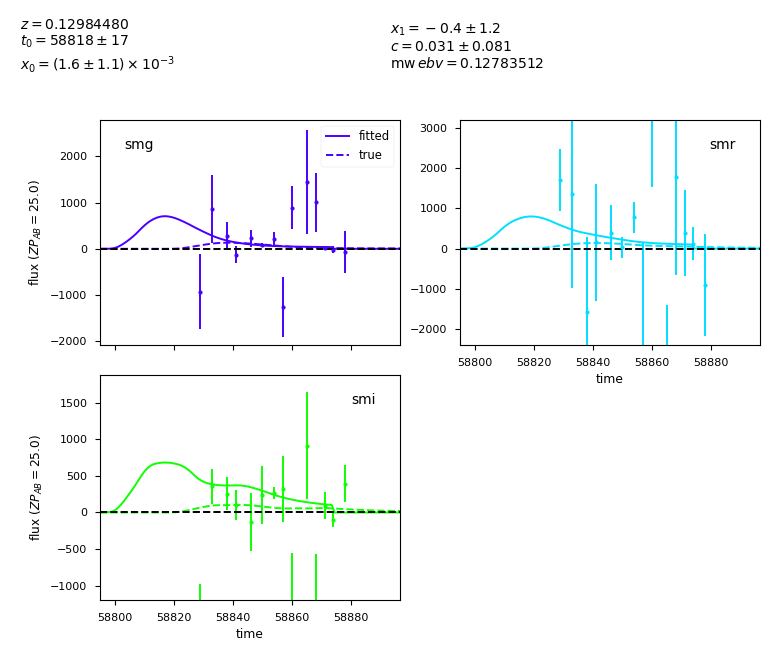 z = 0.12984480
t₀ = 58818 ± 17
x₀ = (1.6 ± 1.1) × 10⁻³
x₁ = −0.4 ± 1.2
c = 0.031 ± 0.081
mw ebv = 0.12783512
smg
fitted
true
flux (ZP_AB = 25.0)
2000
1000
0
−1000
−2000
smr
3000
2000
1000
0
−1000
−2000
58800 58820 58840 58860 58880
time
smi
flux (ZP_AB = 25.0)
1500
1000
500
0
−500
−1000
58800 58820 58840 58860 58880
time